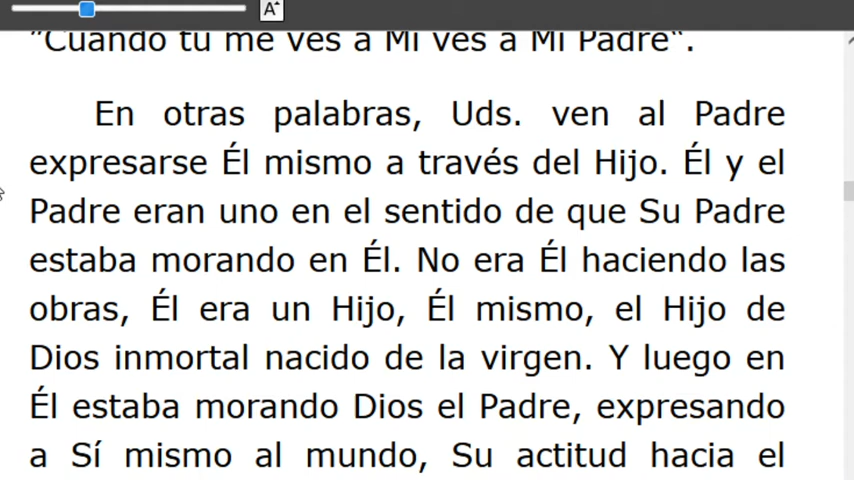 A
"Cuando tú me ves a Mí ves a Mi Padre".
En otras palabras, Uds. ven al Padre
expresarse Él mismo a través del Hijo. Él y el
Padre eran uno en el sentido de que Su Padre
estaba morando en Él. No era Él haciendo las
obras, Él era un Hijo, Él mismo, el Hijo de
Dios inmortal nacido de la virgen. Y luego en
Él estaba morando Dios el Padre, expresando
a Sí mismo al mundo, Su actitud hacia el